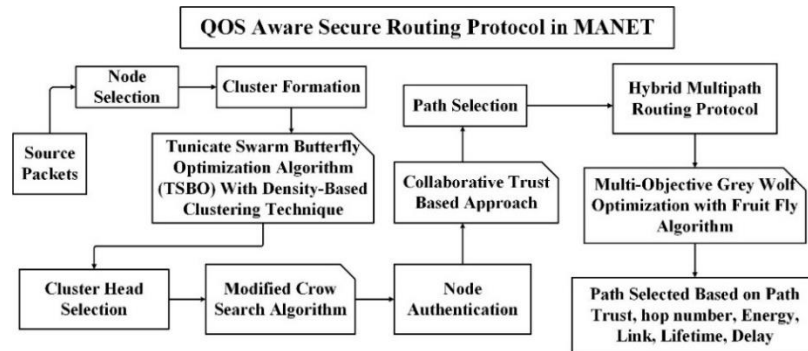 QOS Aware Secure Routing Protocol in MANET
Node
Selection
Cluster Formation
Source
Packets
Tunicate Swarm Butterfly
Optimization Algorithm
(TSBO) With Density-Based
Clustering Technique
Cluster Head
Selection
Modified Crow
Search Algorithm
Node
Authentication
Collaborative Trust
Based Approach
Path Selection
Hybrid Multipath
Routing Protocol
Multi-Objective Grey Wolf
Optimization with Fruit Fly
Algorithm
Path Selected Based on Path
Trust, hop number, Energy,
Link, Lifetime, Delay